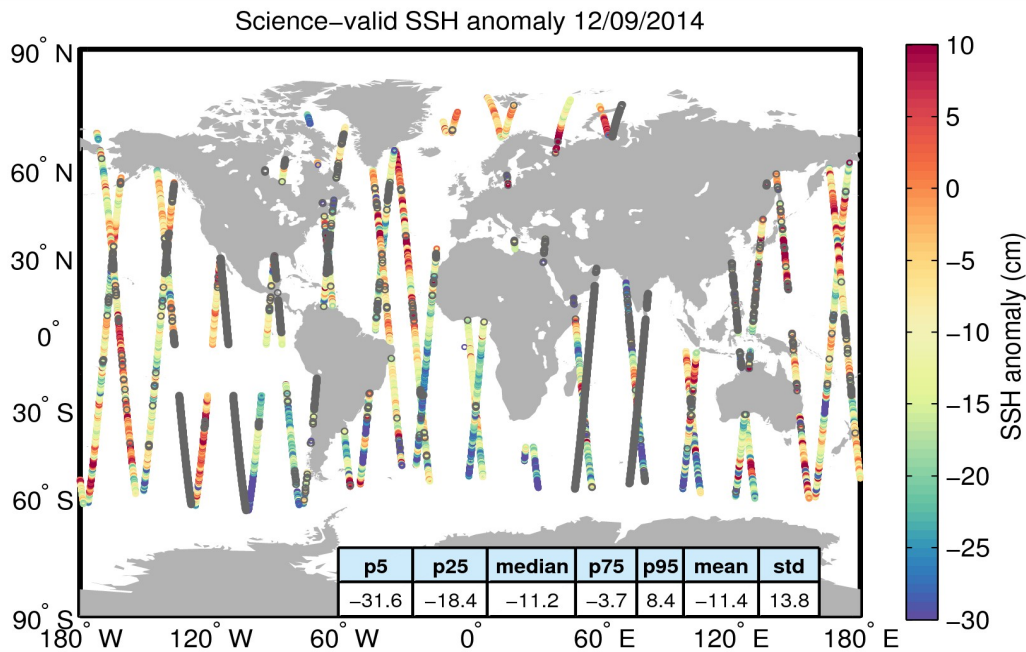 Science−valid SSH anomaly 12/09/2014
90° N
60° N
30° N
0°
30° S
60° S
90° S
180° W
120° W
60° W
0°
60° E
120° E
180° E
p5 p25 median p75 p95 mean std
−31.6 −18.4 −11.2 −3.7 8.4 −11.4 13.8
10
5
0
−5
−10
−15
−20
−25
−30
SSH anomaly (cm)